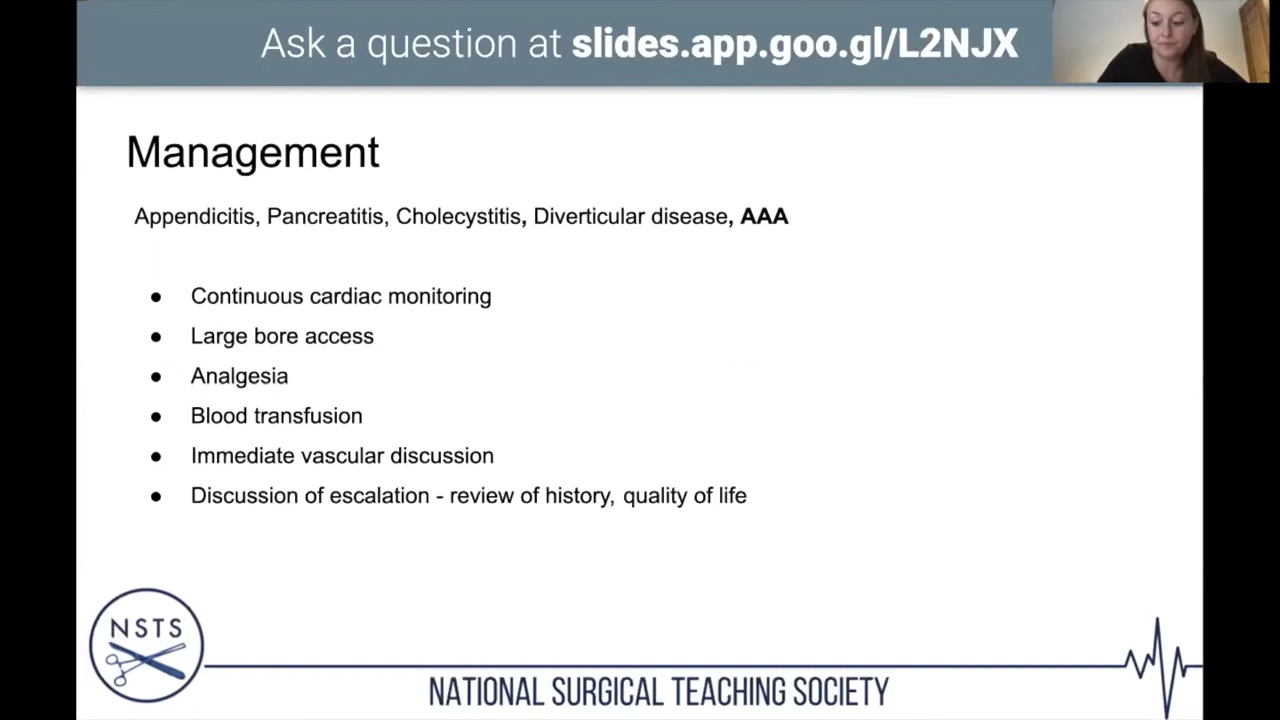 Ask a question at slides.app.goo.gl/L2NJX
Management
Appendicitis, Pancreatitis, Cholecystitis, Diverticular disease, AAA
● Continuous cardiac monitoring
● Large bore access
● Analgesia
● Blood transfusion
● Immediate vascular discussion
● Discussion of escalation - review of history, quality of life
NSTS
NATIONAL SURGICAL TEACHING SOCIETY